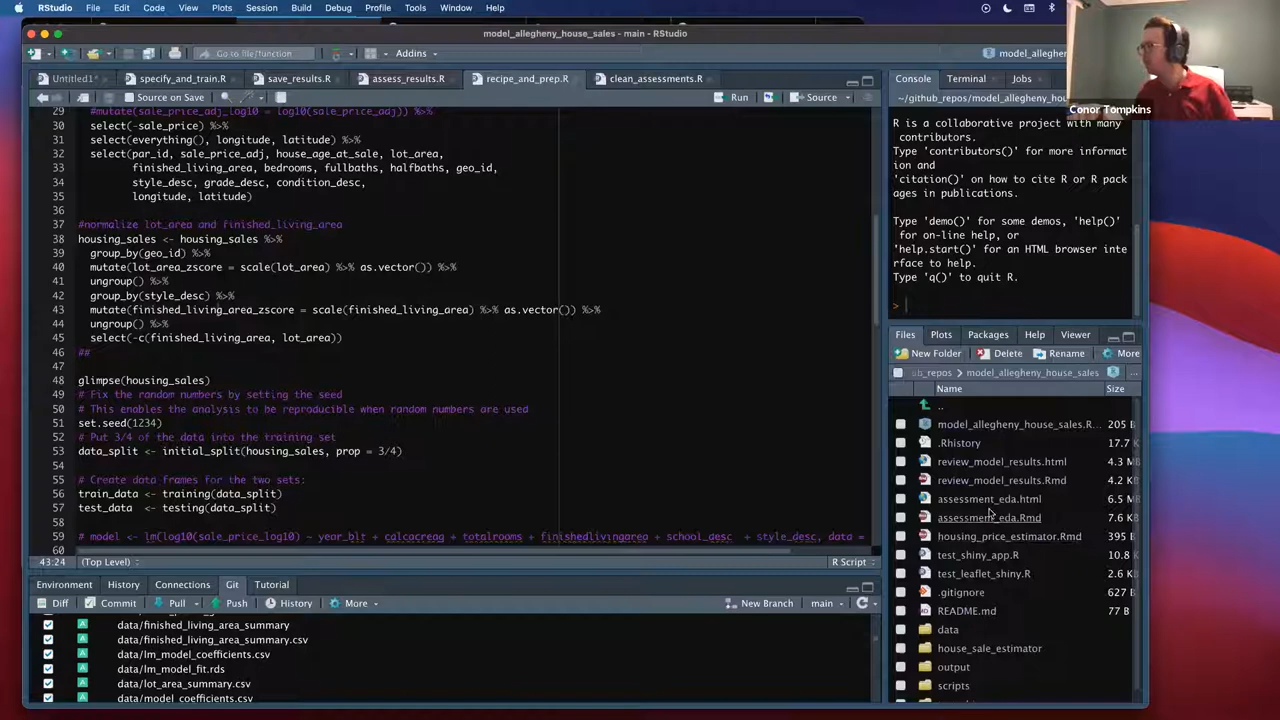 RStudio File Edit Code View Plots Session Build Debug Profile Tools Window Help
model_allegheny_house_sales - main - RStudio
Go to file/function Addins model_allegher
Untitled1* specify_and_train.R save_results.R assess_results.R recipe_and_prep.R clean_assessments.R
Source on Save Run Source
29 #mutate(sale_price_adj_log10 = log10(sale_price_adj)) %>%
30 select(-sale_price) %>%
31 select(everything(), longitude, latitude) %>%
32 select(par_id, sale_price_adj, house_age_at_sale, lot_area,
33 finished_living_area, bedrooms, fullbaths, halfbaths, geo_id,
34 style_desc, grade_desc, condition_desc,
35 longitude, latitude)
36
37 #normalize lot_area and finished_living_area
38 housing_sales <- housing_sales %>%
39 group_by(geo_id) %>%
40 mutate(lot_area_zscore = scale(lot_area) %>% as.vector()) %>%
41 ungroup() %>%
42 group_by(style_desc) %>%
43 mutate(finished_living_area_zscore = scale(finished_living_area) %>% as.vector()) %>%
44 ungroup() %>%
45 select(-c(finished_living_area, lot_area))
46 ##
47
48 glimpse(housing_sales)
49 # Fix the random numbers by setting the seed
50 # This enables the analysis to be reproducible when random numbers are used
51 set.seed(1234)
52 # Put 3/4 of the data into the training set
53 data_split <- initial_split(housing_sales, prop = 3/4)
54
55 # Create data frames for the two sets:
56 train_data <- training(data_split)
57 test_data <- testing(data_split)
58
59 # model <- lm(log10(sale_price_log10) ~ year_blt + calcacreag + totalrooms + finishedlivingarea + school_desc + style_desc, data =
60
43:24 (Top Level) R Script
Environment History Connections Git Tutorial
Diff Commit Pull Push History More New Branch main
data/finished_living_area_summary
data/finished_living_area_summary.csv
data/lm_model_coefficients.csv
data/lm_model_fit.rds
data/lot_area_summary.csv
data/model_coefficients.csv
Conor Tompkins
Console Terminal Jobs
~/github_repos/model_allegheny_hou
R is a collaborative project with many
contributors.
Type 'contributors()' for more informat
ion and
'citation()' on how to cite R or R pack
ages in publications.
Type 'demo()' for some demos, 'help()'
for on-line help, or
'help.start()' for an HTML browser inte
rface to help.
Type 'q()' to quit R.
>
Files Plots Packages Help Viewer
New Folder Delete Rename More
ub_repos > model_allegheny_house_sales ...
Name Size
..
model_allegheny_house_sales.R... 205 B
.Rhistory 17.7 K
review_model_results.html 4.3 M
review_model_results.Rmd 4.2 K
assessment_eda.html 6.5 M
assessment_eda.Rmd 7.6 K
housing_price_estimator.Rmd 395 B
test_shiny_app.R 10.8
test_leaflet_shiny.R 2.6 K
.gitignore 627 B
README.md 77 B
data
house_sale_estimator
output
scripts